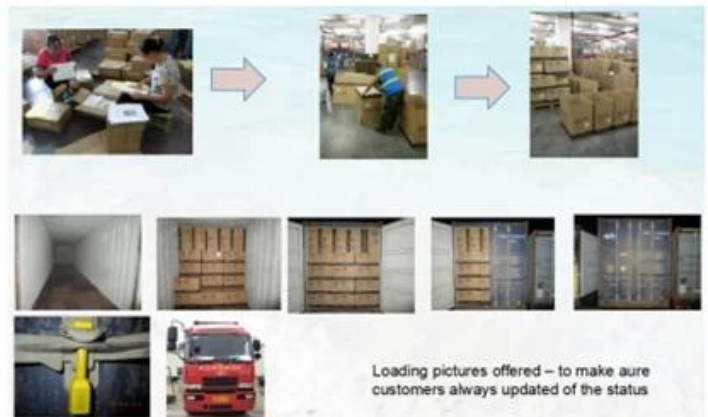 Loading pictures offered – to make aure
customers always updated of the status